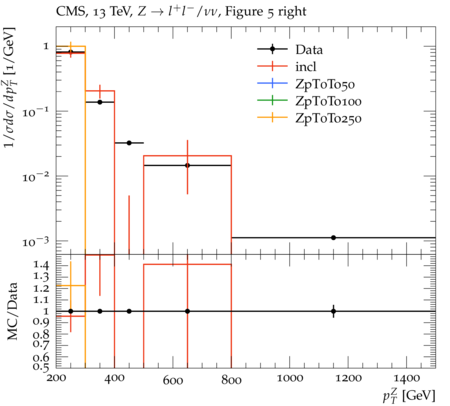 CMS, 13 TeV, Z → l⁺l⁻/νν, Figure 5 right
1/σdσ/dp_T^Z [1/GeV]
Data
incl
ZpToTo50
ZpToTo100
ZpToTo250
1
10⁻¹
10⁻²
10⁻³
MC/Data
1.4
1.3
1.2
1.1
1
0.9
0.8
0.7
0.6
0.5
200 400 600 800 1000 1200 1400
p_T^Z [GeV]